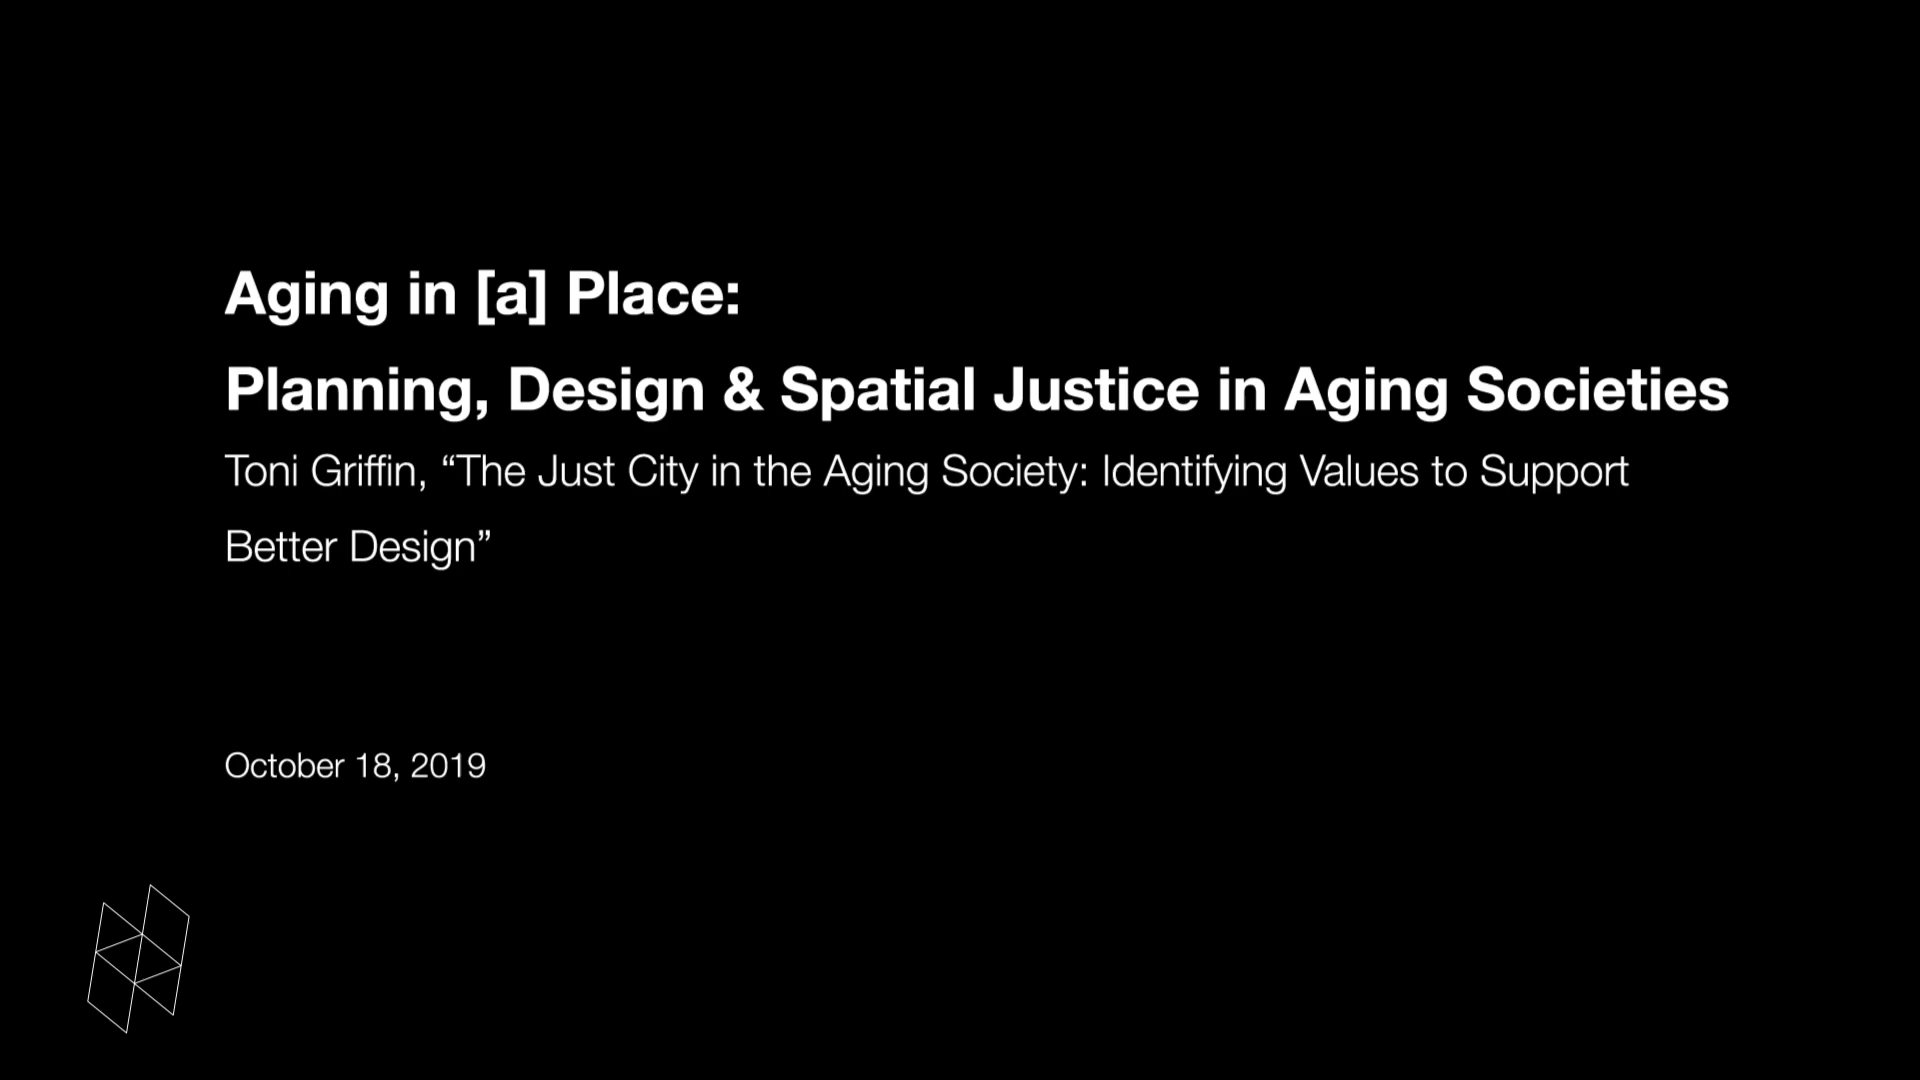 Aging in [a] Place:
Planning, Design & Spatial Justice in Aging Societies
Toni Griffin, “The Just City in the Aging Society: Identifying Values to Support
Better Design”
October 18, 2019